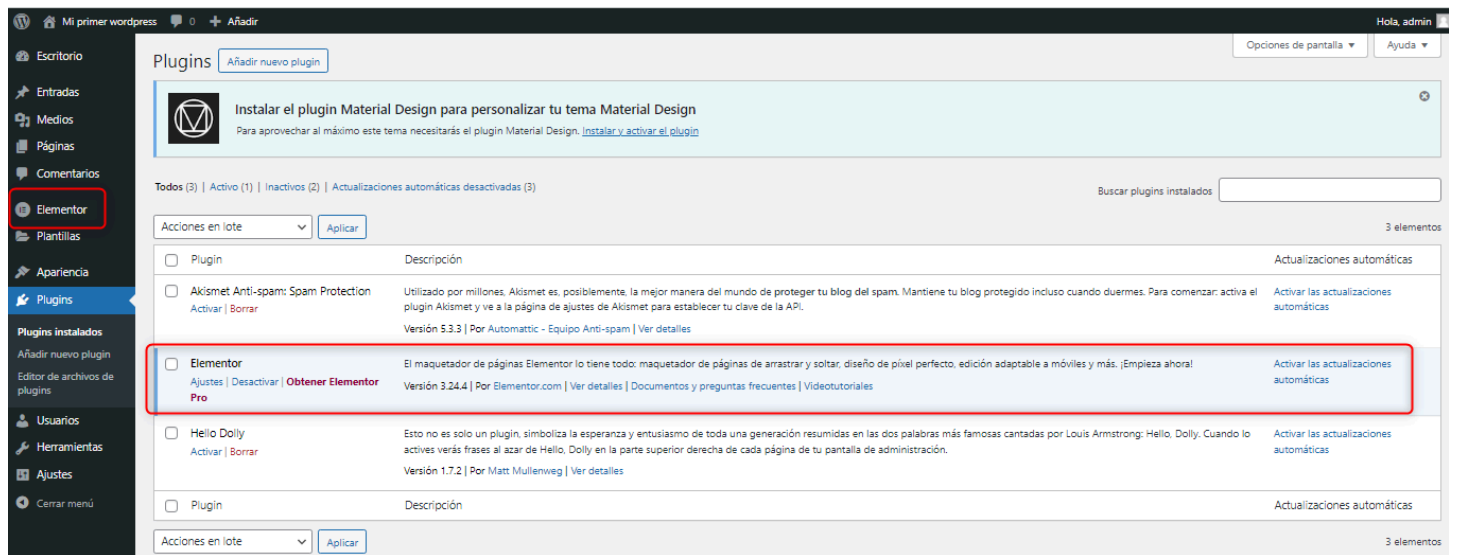 Mi primer wordpress 0 + Añadir Hola, admin
Opciones de pantalla ▼ Ayuda ▼
Escritorio
Entradas
Medios
Páginas
Comentarios
Elementor
Plantillas
Apariencia
Plugins
Plugins instalados
Añadir nuevo plugin
Editor de archivos de
plugins
Usuarios
Herramientas
Ajustes
Cerrar menú
Plugins Añadir nuevo plugin
Instalar el plugin Material Design para personalizar tu tema Material Design
Para aprovechar al máximo este tema necesitarás el plugin Material Design. Instalar y activar el plugin
Todos (3) | Activo (1) | Inactivos (2) | Actualizaciones automáticas desactivadas (3)
Buscar plugins instalados
Acciones en lote Aplicar 3 elementos
Plugin Descripción Actualizaciones automáticas
Akismet Anti-spam: Spam Protection
Activar | Borrar
Utilizado por millones, Akismet es, posiblemente, la mejor manera del mundo de proteger tu blog del spam. Mantiene tu blog protegido incluso cuando duermes. Para comenzar: activa el
plugin Akismet y ve a la página de ajustes de Akismet para establecer tu clave de la API.
Versión 5.3.3 | Por Automattic - Equipo Anti-spam | Ver detalles
Activar las actualizaciones
automáticas
Elementor
Ajustes | Desactivar | Obtener Elementor
Pro
El maquetador de páginas Elementor lo tiene todo: maquetador de páginas de arrastrar y soltar, diseño de píxel perfecto, edición adaptable a móviles y más. ¡Empieza ahora!
Versión 3.24.4 | Por Elementor.com | Ver detalles | Documentos y preguntas frecuentes | Videotutoriales
Activar las actualizaciones
automáticas
Hello Dolly
Activar | Borrar
Esto no es solo un plugin, simboliza la esperanza y entusiasmo de toda una generación resumidas en las dos palabras más famosas cantadas por Louis Armstrong: Hello, Dolly. Cuando lo
actives verás frases al azar de Hello, Dolly en la parte superior derecha de cada página de tu pantalla de administración.
Versión 1.7.2 | Por Matt Mullenweg | Ver detalles
Activar las actualizaciones
automáticas
Plugin Descripción Actualizaciones automáticas
Acciones en lote Aplicar 3 elementos